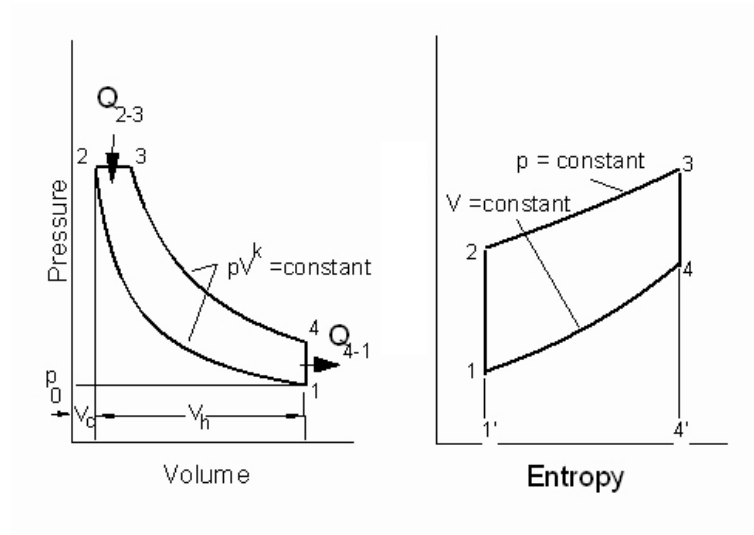 Q2-3
2 3
Pressure
pV^k =constant
4 Q4-1
p0
1
Vc Vh
Volume
p = constant
3
V =constant
2
4
1
1' 4'
Entropy